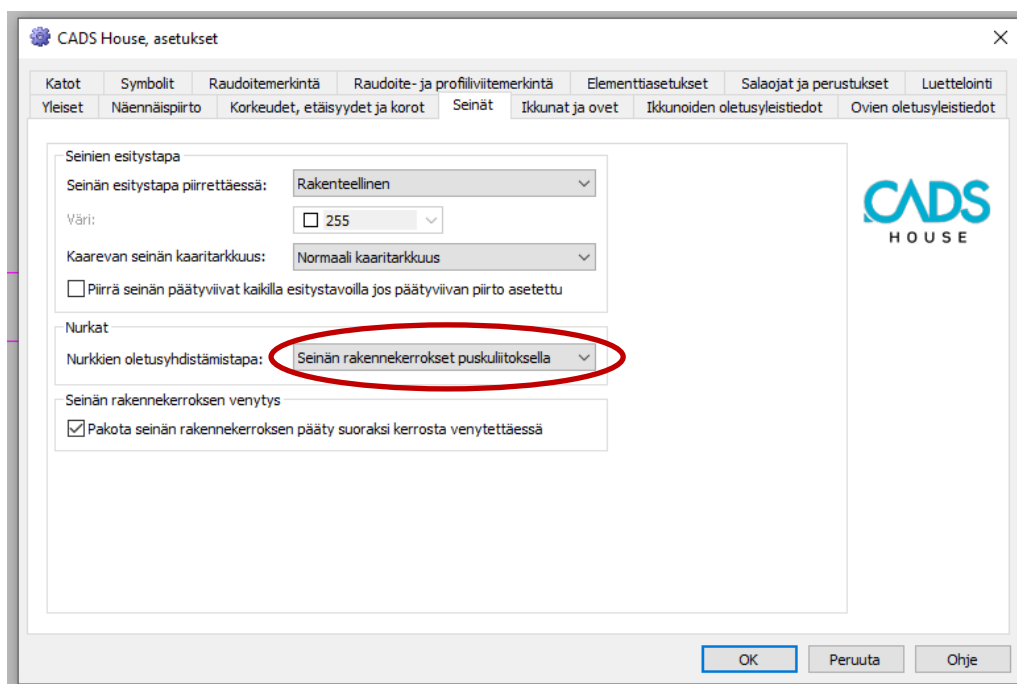 CADS House, asetukset
Katot Symbolit Raudoitemerkintä Raudoite- ja profiiliviitemerkintä Elementtiasetukset Salaojat ja perustukset Luettelointi
Yleiset Näennäispiirto Korkeudet, etäisyydet ja korot Seinät Ikkunat ja ovet Ikkunoiden oletusyleistiedot Ovien oletusyleistiedot
Seinien esitystapa
Seinän esitystapa piirrettäessä: Rakenteellinen
Väri: 255
Kaarevan seinän kaaritarkkuus: Normaali kaaritarkkuus
Piirrä seinän päätyviivat kaikilla esitystavoilla jos päätyviivan piirto asetettu
Nurkat
Nurkkien oletusyhdistämistapa: Seinän rakennekerrokset puskuliitoksella
Seinän rakennekerroksen venytys
Pakota seinän rakennekerroksen pääty suoraksi kerrosta venytettäessä
CADS
HOUSE
OK Peruuta Ohje